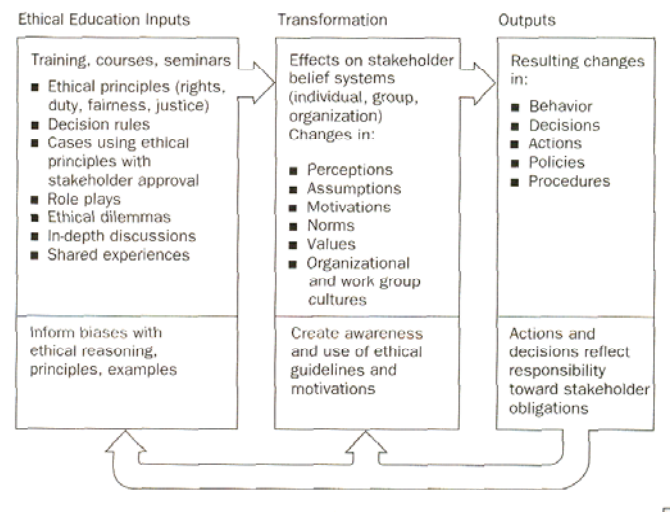 Ethical Education Inputs
Training, courses, seminars
■ Ethical principles (rights,
duty, fairness, justice)
■ Decision rules
■ Cases using ethical
principles with
stakeholder approval
■ Role plays
■ Ethical dilemmas
■ In-depth discussions
■ Shared experiences
Inform biases with
ethical reasoning,
principles, examples
Transformation
Effects on stakeholder
belief systems
(individual, group,
organization)
Changes in:
■ Perceptions
■ Assumptions
■ Motivations
■ Norms
■ Values
■ Organizational
and work group
cultures
Create awareness
and use of ethical
guidelines and
motivations
Outputs
Resulting changes
in:
■ Behavior
■ Decisions
■ Actions
■ Policies
■ Procedures
Actions and
decisions reflect
responsibility
toward stakeholder
obligations